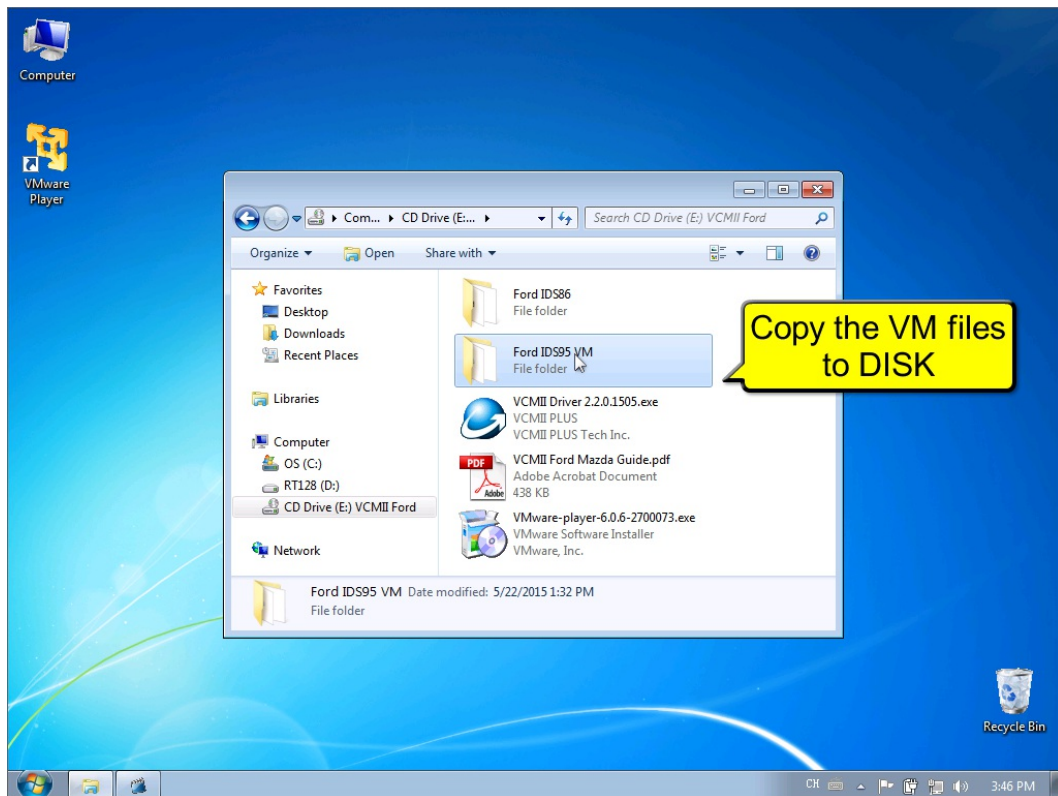 Computer
VMware
Player
Com... ▸ CD Drive (E:... ▸
Search CD Drive (E:) VCMII Ford
Organize
Open
Share with
Favorites
Desktop
Downloads
Recent Places
Libraries
Computer
OS (C:)
RT128 (D:)
CD Drive (E:) VCMII Ford
Network
Ford IDS86
File folder
Ford IDS95 VM
File folder
VCMII Driver 2.2.0.1505.exe
VCMII PLUS
VCMII PLUS Tech Inc.
PDF
Adobe
VCMII Ford Mazda Guide.pdf
Adobe Acrobat Document
438 KB
VMware-player-6.0.6-2700073.exe
VMware Software Installer
VMware, Inc.
Ford IDS95 VM Date modified: 5/22/2015 1:32 PM
File folder
Copy the VM files
to DISK
Recycle Bin
CH
3:46 PM